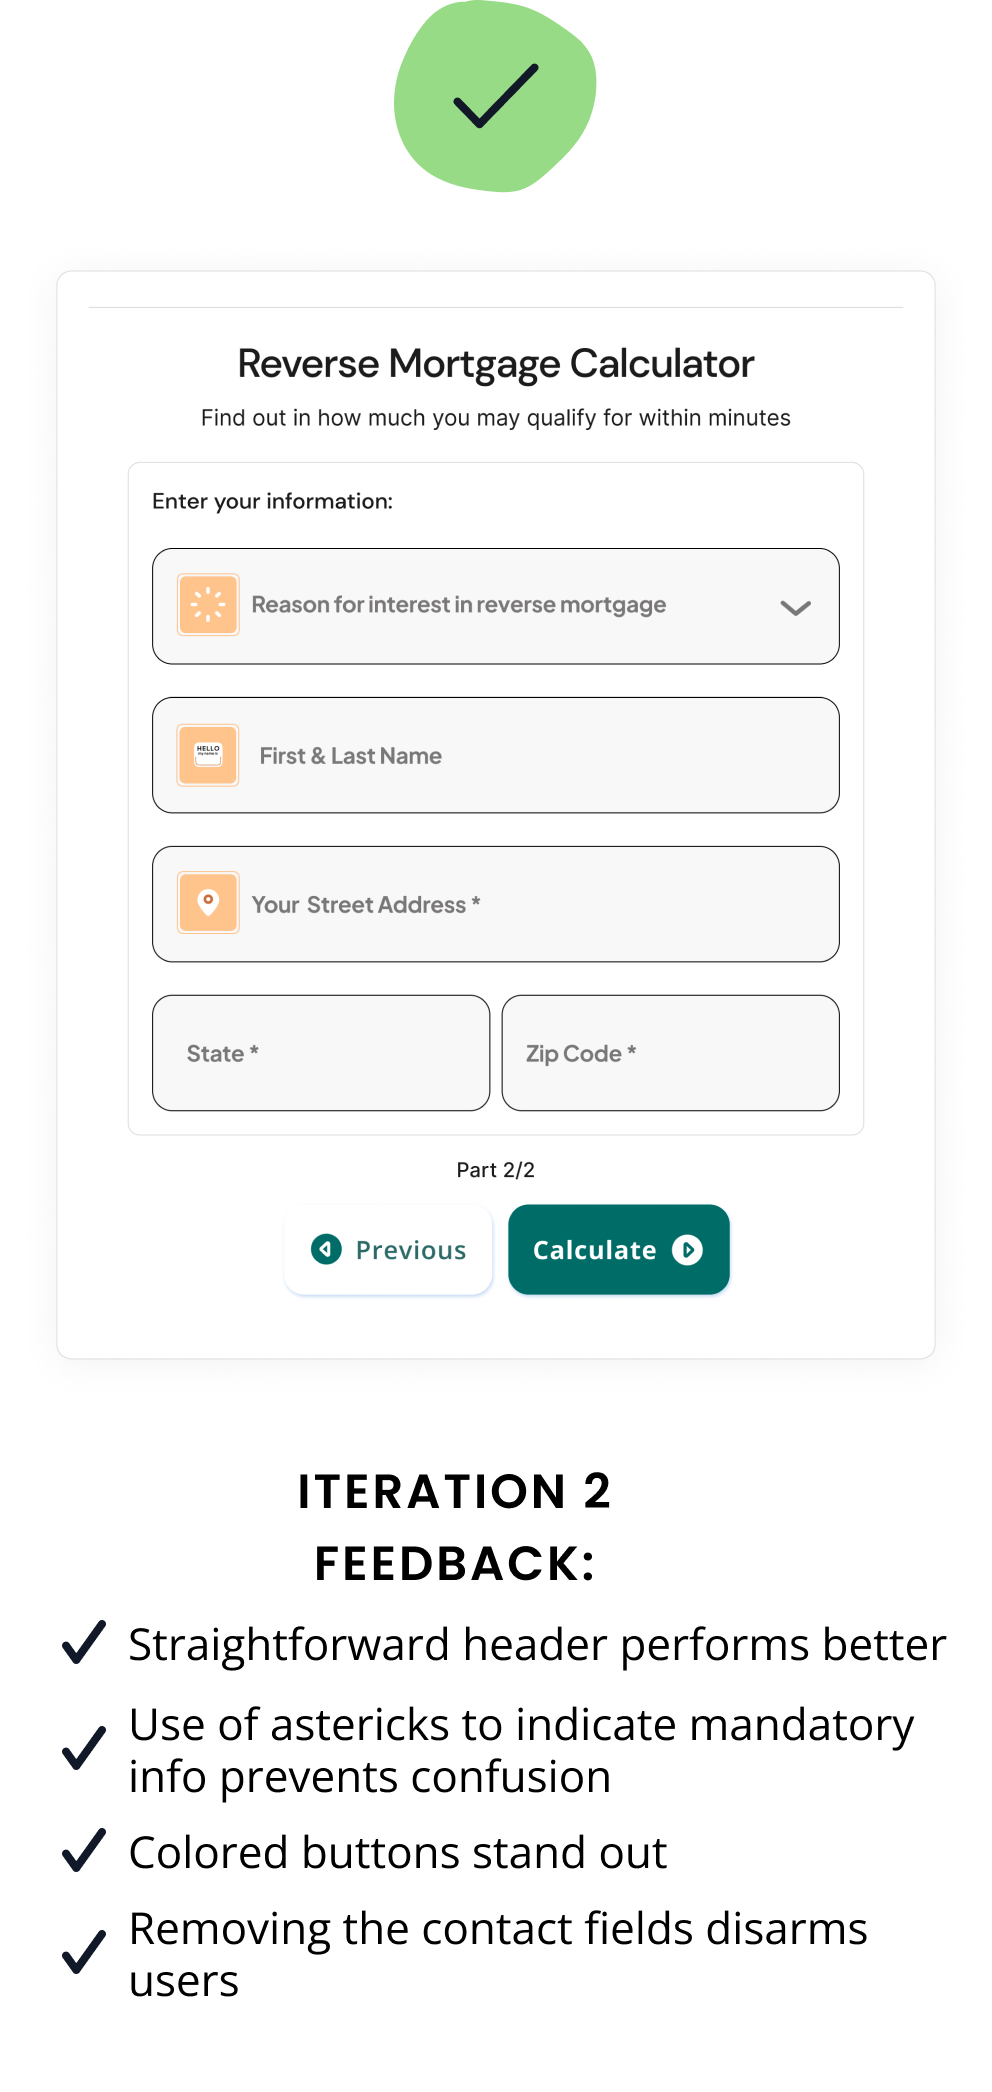 Reverse Mortgage Calculator
Find out in how much you may qualify for within minutes
Enter your information:
Reason for interest in reverse mortgage
HELLO
my name is
First & Last Name
Your Street Address *
State *
Zip Code *
Part 2/2
Previous
Calculate
ITERATION 2
FEEDBACK:
Straightforward header performs better
Use of astericks to indicate mandatory
info prevents confusion
Colored buttons stand out
Removing the contact fields disarms
users